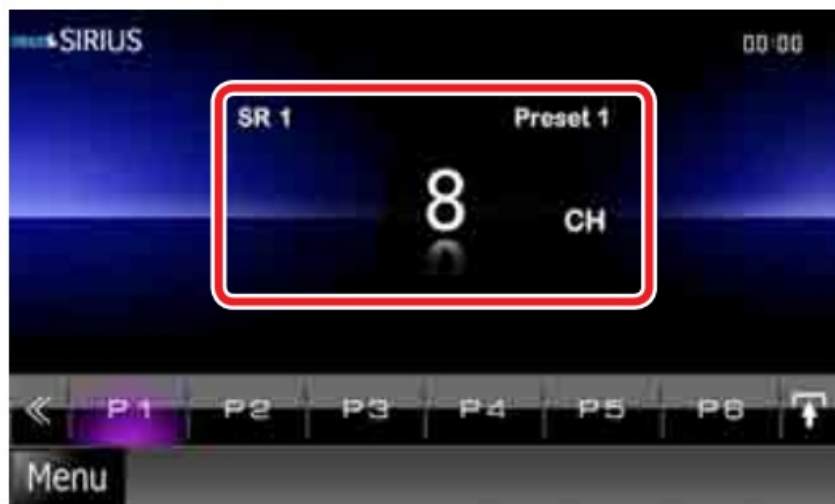 SIRIUS
00:00
SR 1 Preset 1
8 CH
P1 P2 P3 P4 P5 P6
Menu